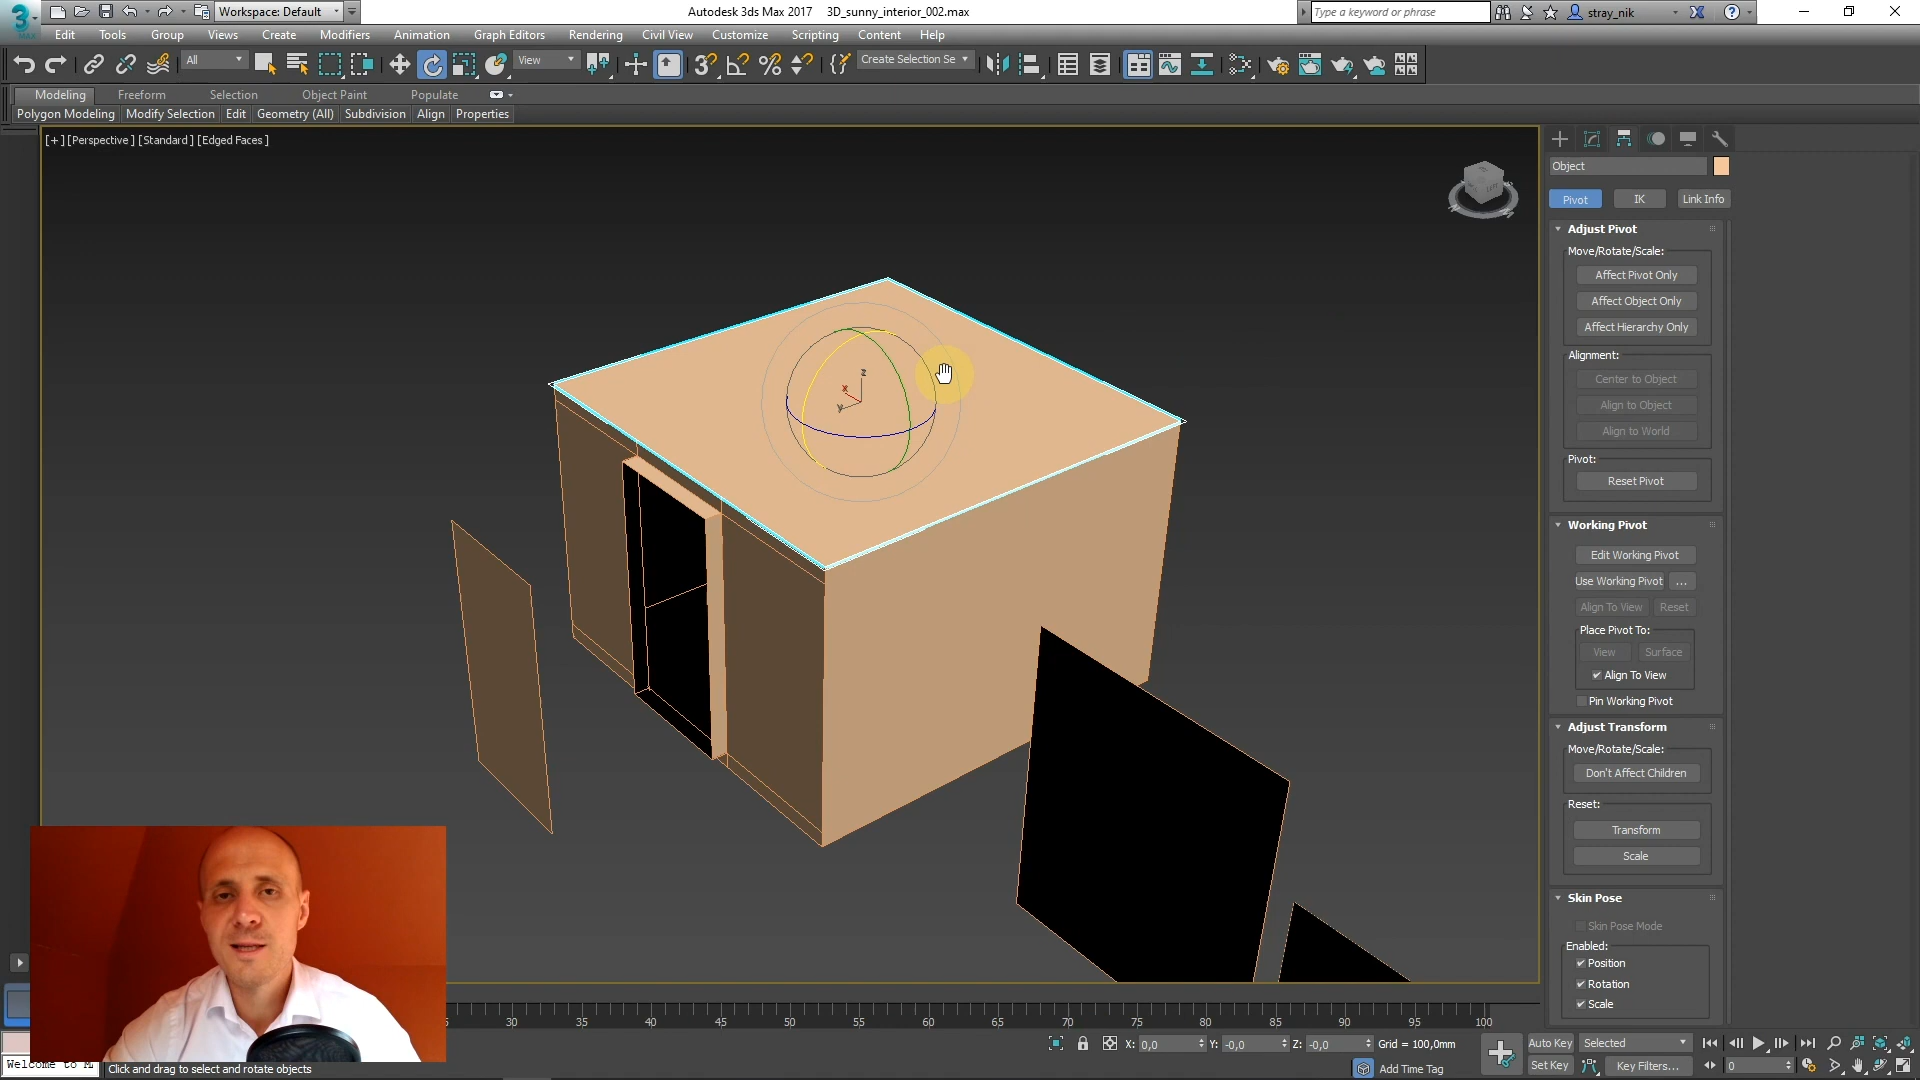 Workspace: Default
Autodesk 3ds Max 2017 3D_sunny_interior_002.max
Type a keyword or phrase
stray_nik
3
MAX
Edit Tools Group Views Create Modifiers Animation Graph Editors Rendering Civil View Customize Scripting Content Help
All
View
Create Selection Se
Modeling Freeform Selection Object Paint Populate
Polygon Modeling Modify Selection Edit Geometry (All) Subdivision Align Properties
[+] [Perspective ] [Standard ] [Edged Faces ]
LEFT
z
x
y
Object
Pivot IK Link Info
Adjust Pivot
Move/Rotate/Scale:
Affect Pivot Only
Affect Object Only
Affect Hierarchy Only
Alignment:
Center to Object
Align to Object
Align to World
Pivot:
Reset Pivot
Working Pivot
Edit Working Pivot
Use Working Pivot ...
Align To View Reset
Place Pivot To:
View Surface
Align To View
Pin Working Pivot
Adjust Transform
Move/Rotate/Scale:
Don't Affect Children
Reset:
Transform
Scale
Skin Pose
Skin Pose Mode
Enabled:
Position
Rotation
Scale
30 35 40 45 50 55 60 65 70 75 80 85 90 95 100
X: 0,0 Y: -0,0 Z: -0,0 Grid = 100,0mm
Auto Key Selected
Welcome to M
Click and drag to select and rotate objects
Add Time Tag
Set Key Key Filters... 0